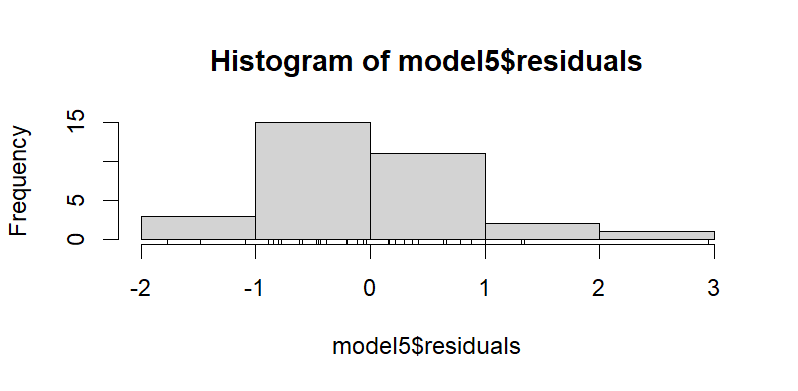 Histogram of model5$residuals
Frequency
15
5
0
-2 -1 0 1 2 3
model5$residuals